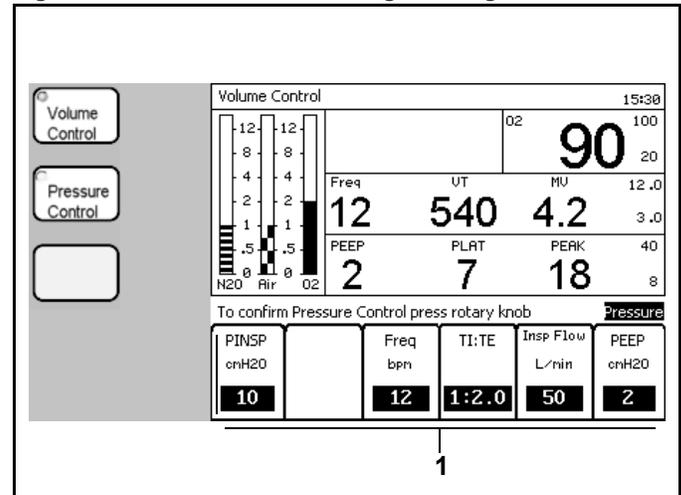 Volume
Control
Pressure
Control
Volume Control 15:30
12 12
8 8
4 4
2 2
1 1
.5 .5
0 0
N2O Air O2
O2 90 100
20
Freq VT MV 12.0
12 540 4.2 3.0
PEEP PLAT PEAK 40
2 7 18 8
To confirm Pressure Control press rotary knob Pressure
PINSP Freq TI:TE Insp Flow PEEP
cmH2O bpm L/min cmH2O
10 12 1:2.0 50 2
1